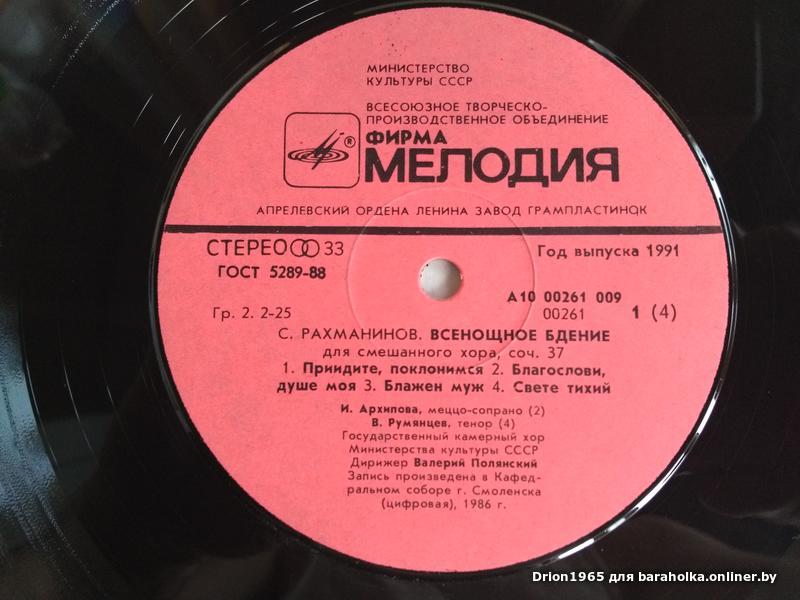 МИНИСТЕРСТВО
КУЛЬТУРЫ СССР
ВСЕСОЮЗНОЕ ТВОРЧЕСКО-
ПРОИЗВОДСТВЕННОЕ ОБЪЕДИНЕНИЕ
®
ФИРМА
МЕЛОДИЯ
АПРЕЛЕВСКИЙ ОРДЕНА ЛЕНИНА ЗАВОД ГРАМПЛАСТИНОК
СТЕРЕО 33
Год выпуска 1991
ГОСТ 5289-88
А10 00261 009
Гр. 2. 2-25
00261 1 (4)
С. РАХМАНИНОВ. ВСЕНОЩНОЕ БДЕНИЕ
для смешанного хора, соч. 37
1. Приидите, поклонимся 2. Благослови,
душе моя 3. Блажен муж 4. Свете тихий
И. Архипова, меццо-сопрано (2)
В. Румянцев, тенор (4)
Государственный камерный хор
Министерства культуры СССР
Дирижер Валерий Полянский
Запись произведена в Кафед-
ральном соборе г. Смоленска
(цифровая), 1986 г.
Drion1965 для baraholka.onliner.by